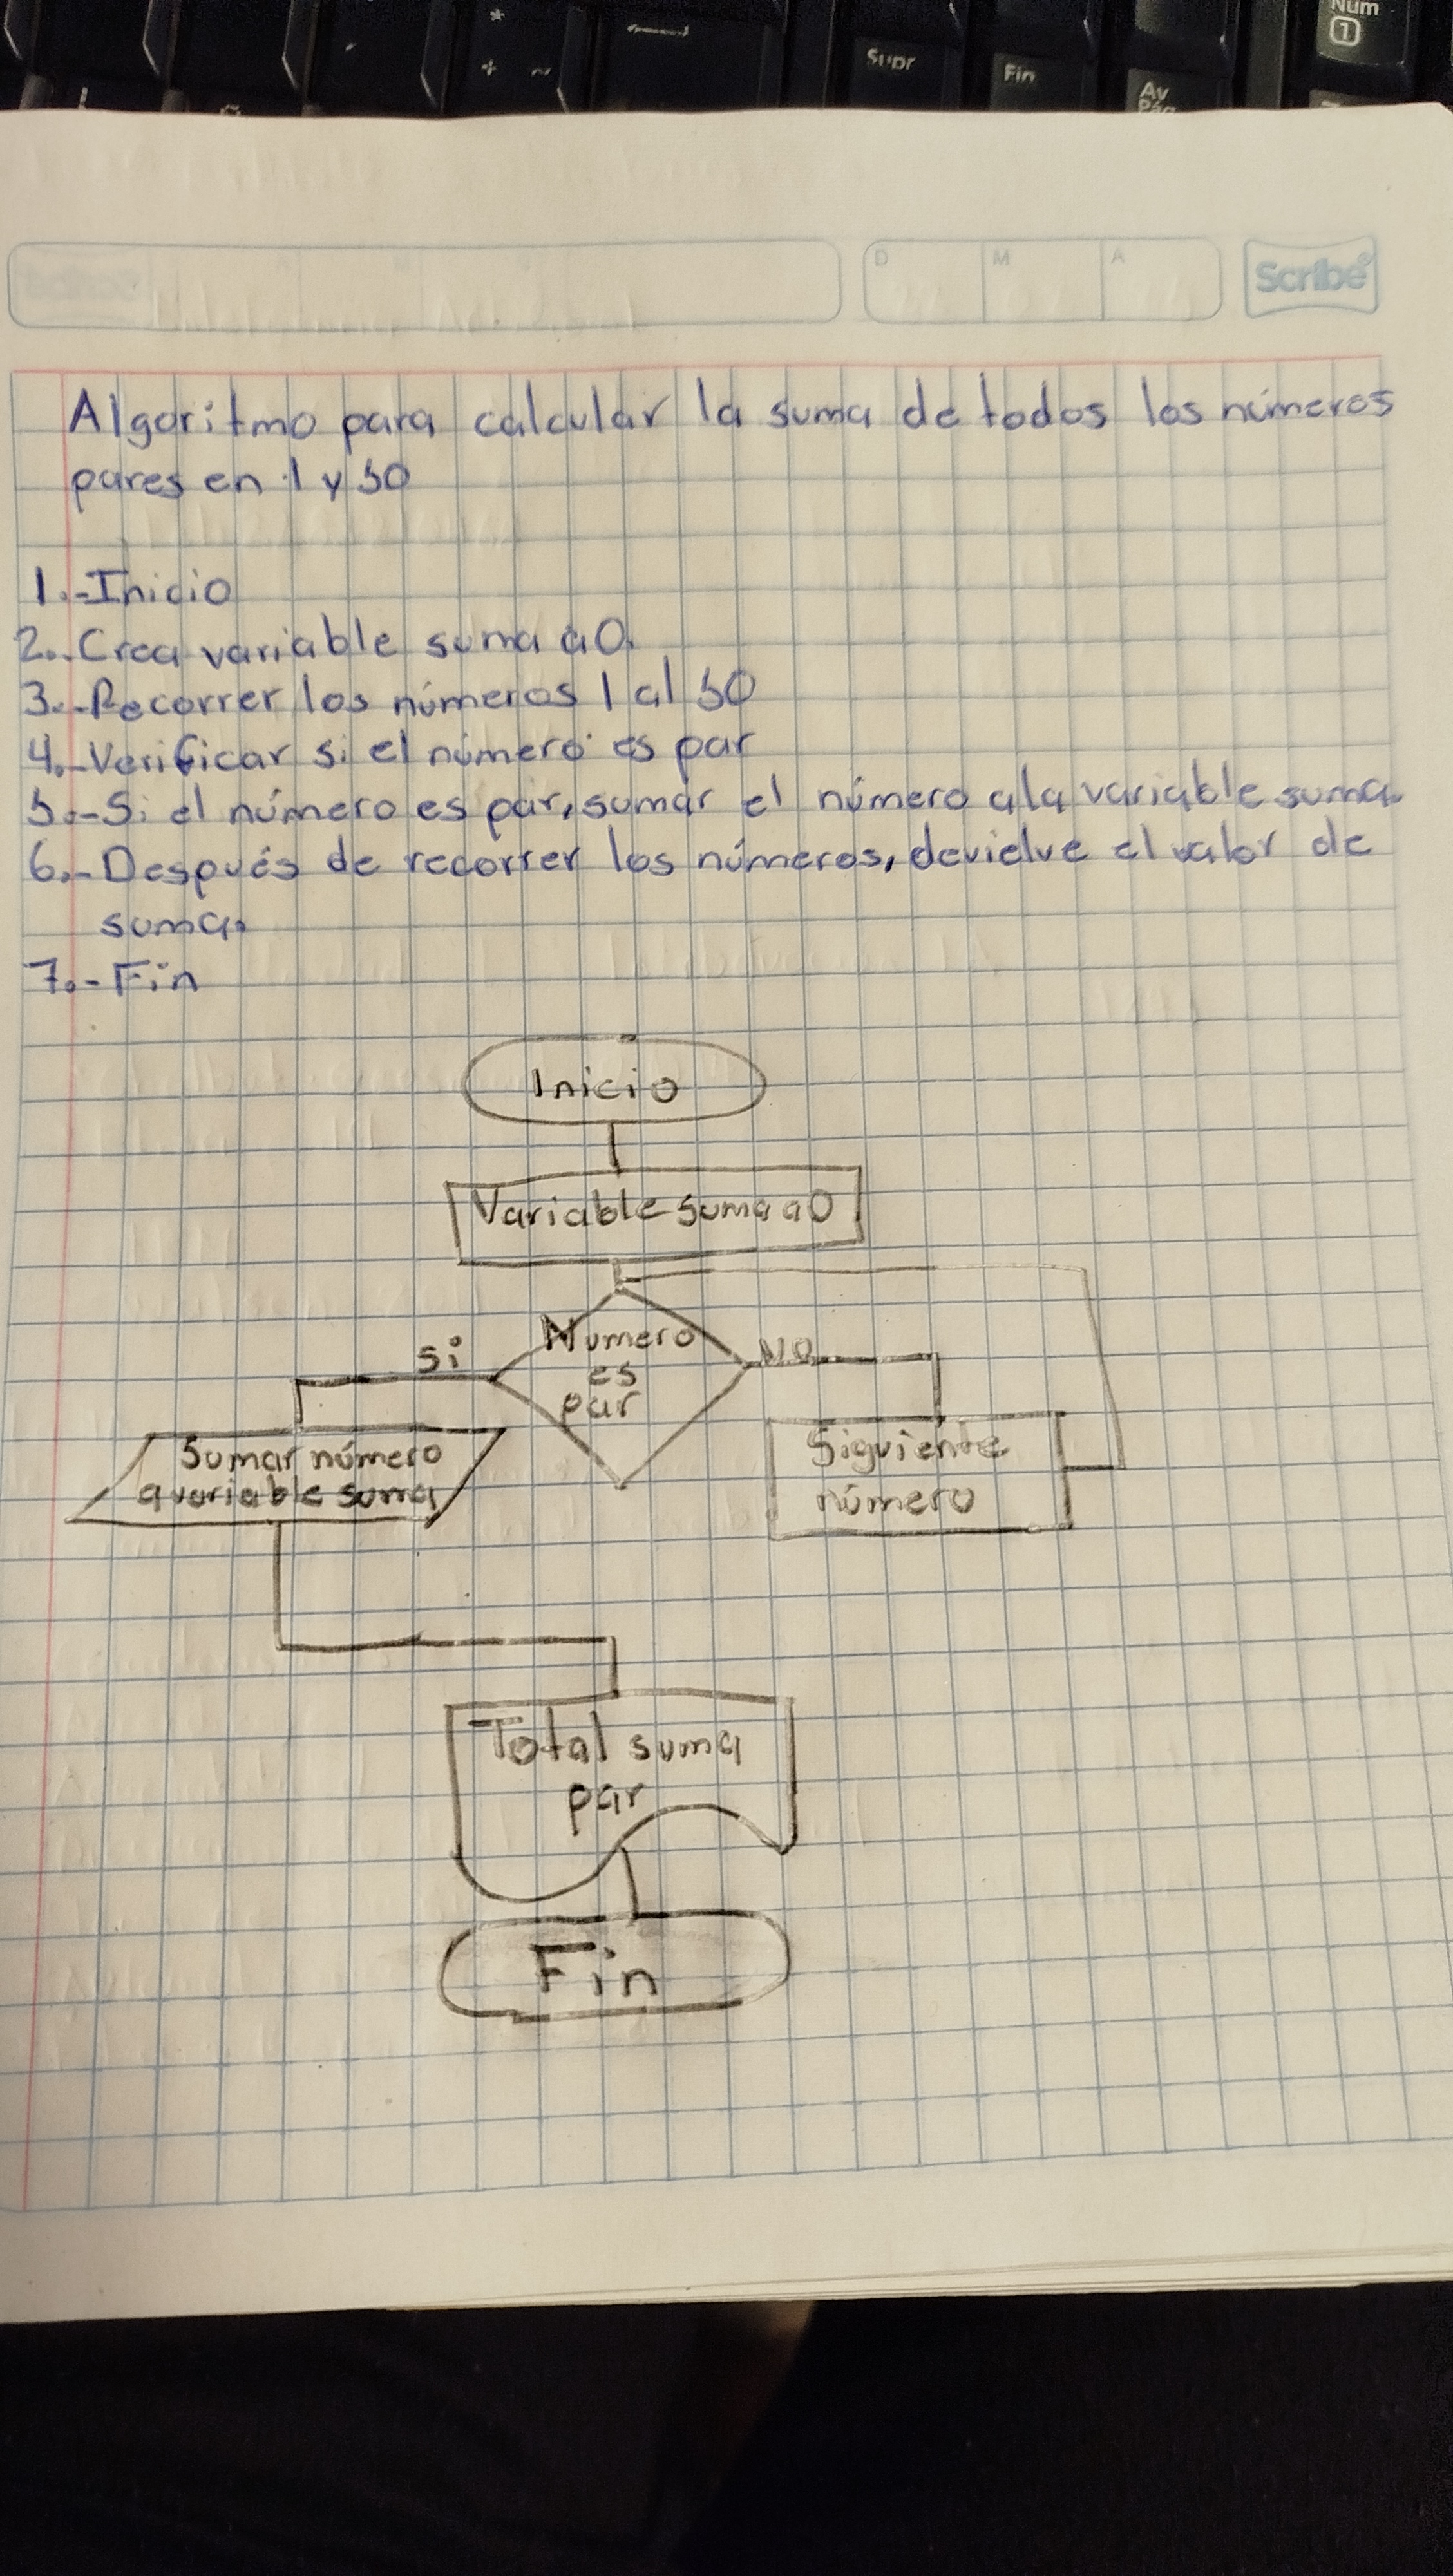 Num
1
Supr
Fin
Av
Pág
*
+ ~
D M A
Scribe
Algoritmo para calcular la suma de todos los números
pares en 1 y 50
1.-Inicio
2.-Crea variable suma a 0.
3.-Recorrer los números 1 al 50
4.-Verificar si el número es par
5.-Si el número es par, sumar el número a la variable suma.
6.-Después de recorrer los números, devielve el valor de
suma.
7.-Fin
Inicio
Variable suma a 0
Numero
es
par
Si
No
Sumar número
a variable suma
Siguiente
número
Total suma
par
Fin